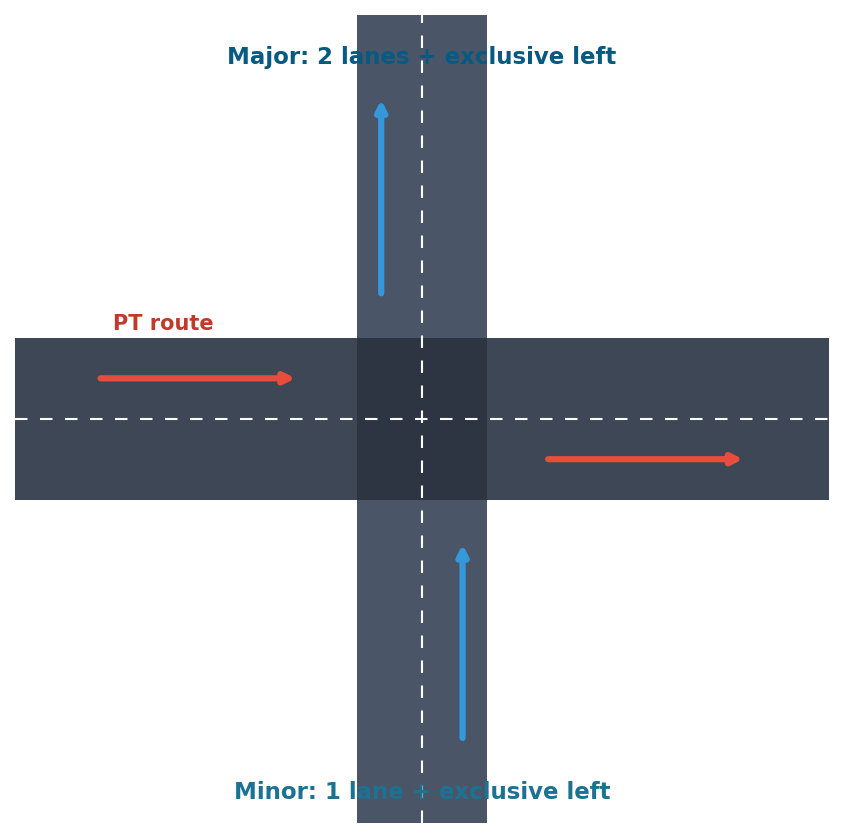 Major: 2 lanes + exclusive left
PT route
Minor: 1 lane + exclusive left